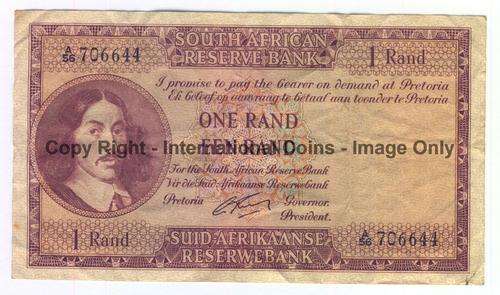 SOUTH AFRICAN
RESERVE BANK
A/56 706644
1 Rand
I promise to pay the bearer on demand at Pretoria
Ek beloof op aanvraag te betaal aan toonder te Pretoria
ONE RAND
Copy Right - International Coins - Image Only
EEN RAND
For the South African Reserve Bank
Vir die Suid-Afrikaanse Reserwebank
Pretoria
Governor.
President.
1 Rand
SUID-AFRIKAANSE
RESERWEBANK
A/56 706644